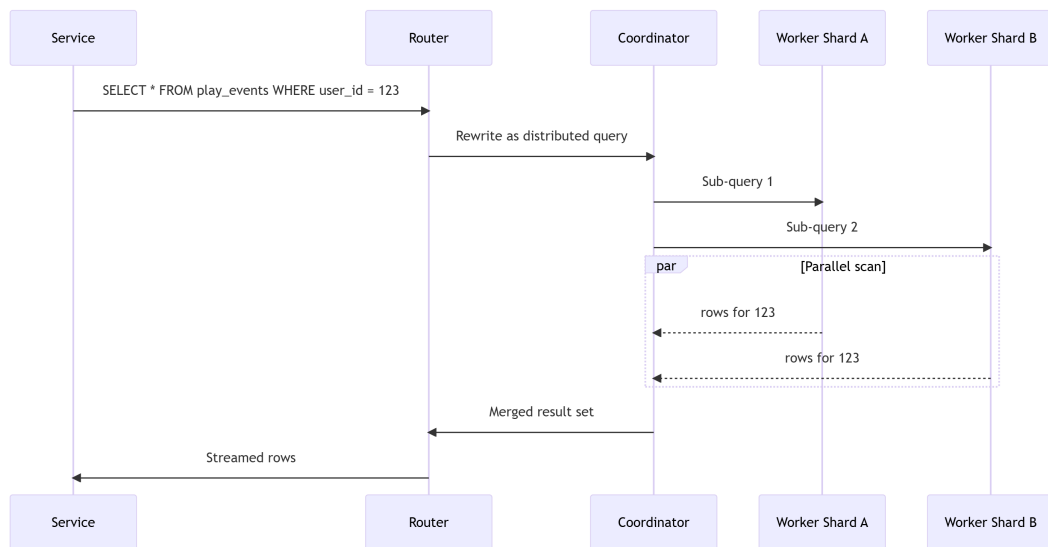 Service
Router
Coordinator
Worker Shard A
Worker Shard B
SELECT * FROM play_events WHERE user_id = 123
Rewrite as distributed query
Sub-query 1
Sub-query 2
par
[Parallel scan]
rows for 123
rows for 123
Merged result set
Streamed rows
Service
Router
Coordinator
Worker Shard A
Worker Shard B